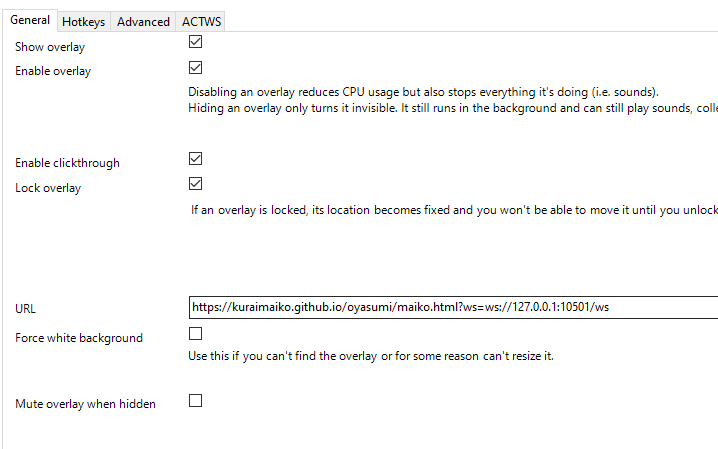 General Hotkeys Advanced ACTWS
Show overlay
Enable overlay
Disabling an overlay reduces CPU usage but also stops everything it's doing (i.e. sounds).
Hiding an overlay only turns it invisible. It still runs in the background and can still play sounds, colle
Enable clickthrough
Lock overlay
If an overlay is locked, its location becomes fixed and you won't be able to move it until you unlock
URL https://kuraimaiko.github.io/oyasumi/maiko.html?ws=ws://127.0.0.1:10501/ws
Force white background
Use this if you can't find the overlay or for some reason can't resize it.
Mute overlay when hidden